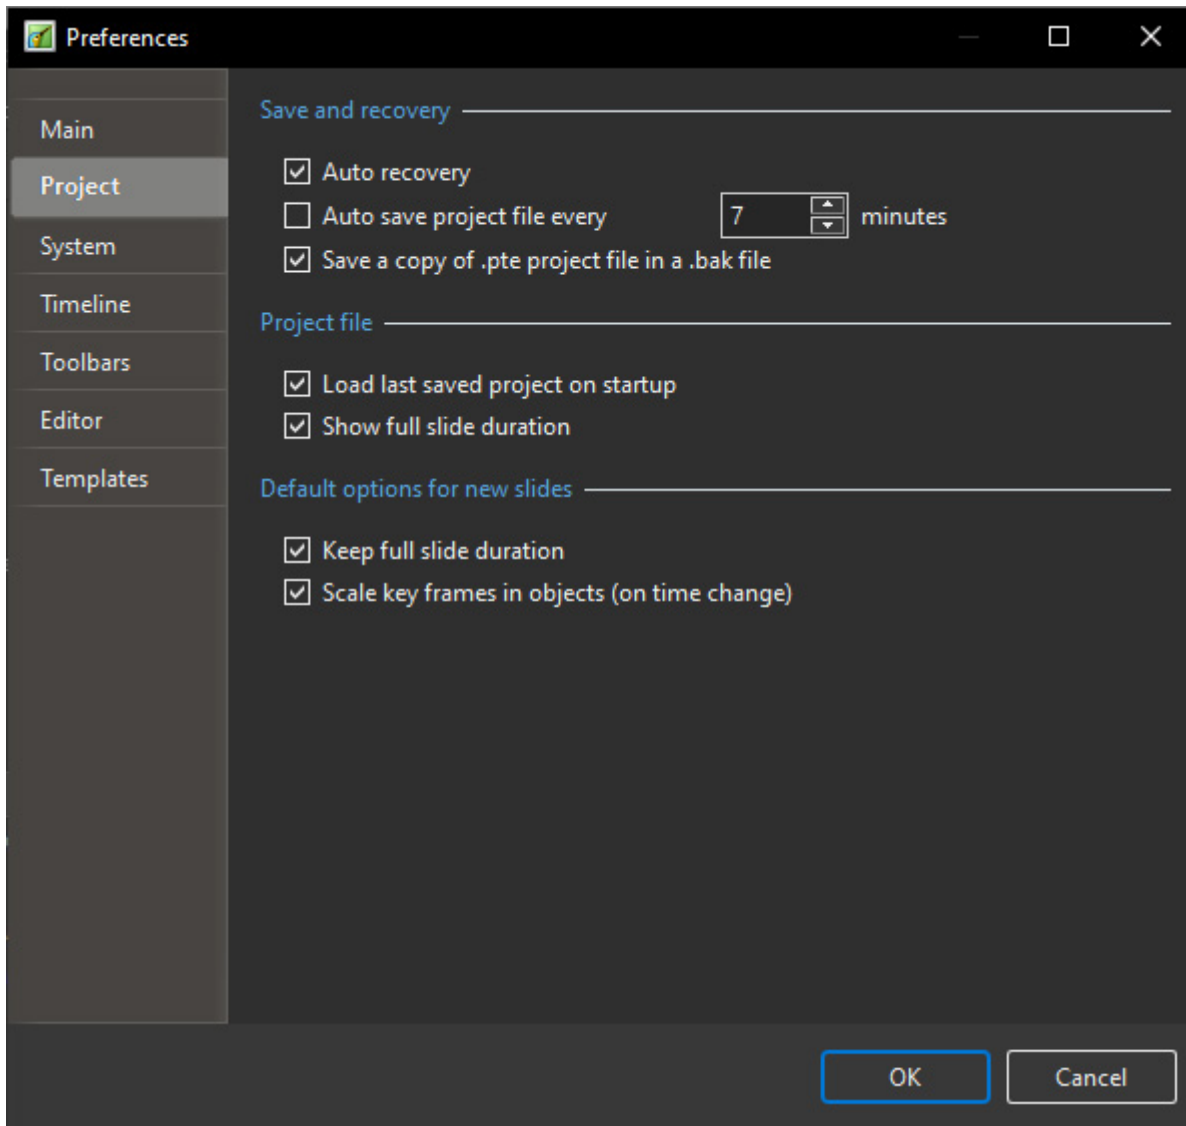 Preferences
Main
Project
System
Timeline
Toolbars
Editor
Templates
Save and recovery
Auto recovery
Auto save project file every 7 minutes
Save a copy of .pte project file in a .bak file
Project file
Load last saved project on startup
Show full slide duration
Default options for new slides
Keep full slide duration
Scale key frames in objects (on time change)
OK Cancel